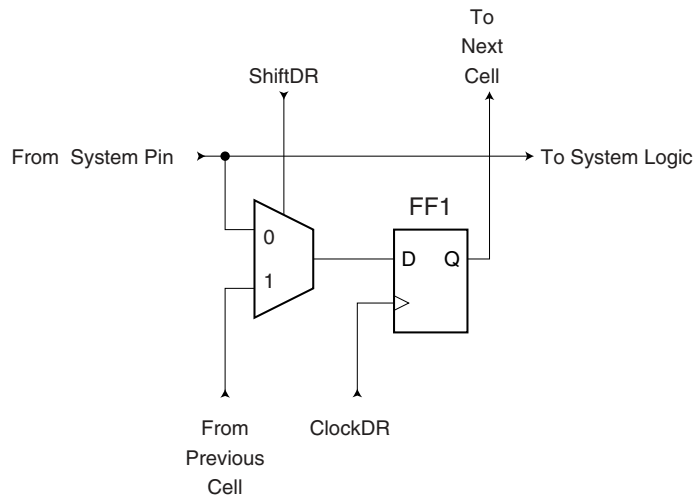 To
Next
Cell
ShiftDR
From System Pin
To System Logic
FF1
0
D Q
1
From
Previous
Cell
ClockDR